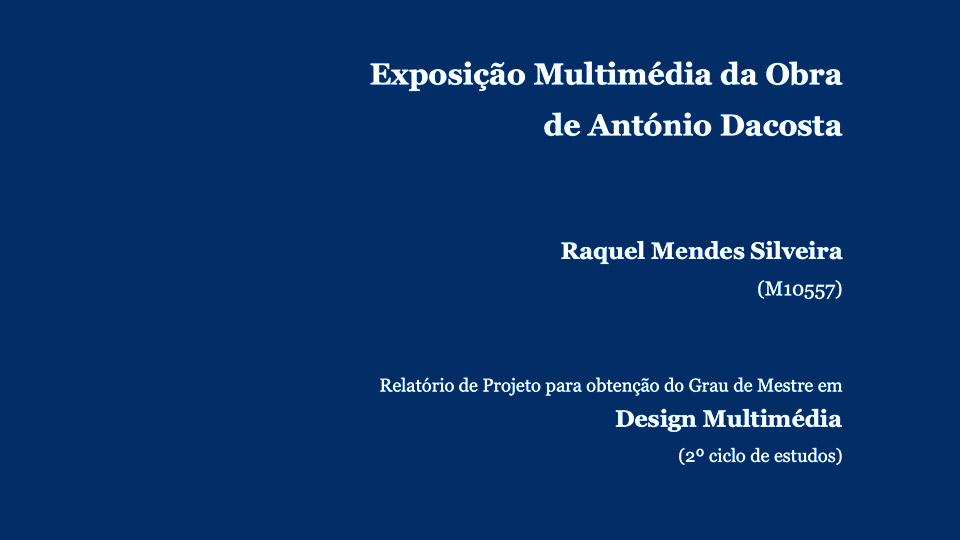 Exposição Multimédia da Obra
de António Dacosta
Raquel Mendes Silveira
(M10557)
Relatório de Projeto para obtenção do Grau de Mestre em
Design Multimédia
(2º ciclo de estudos)